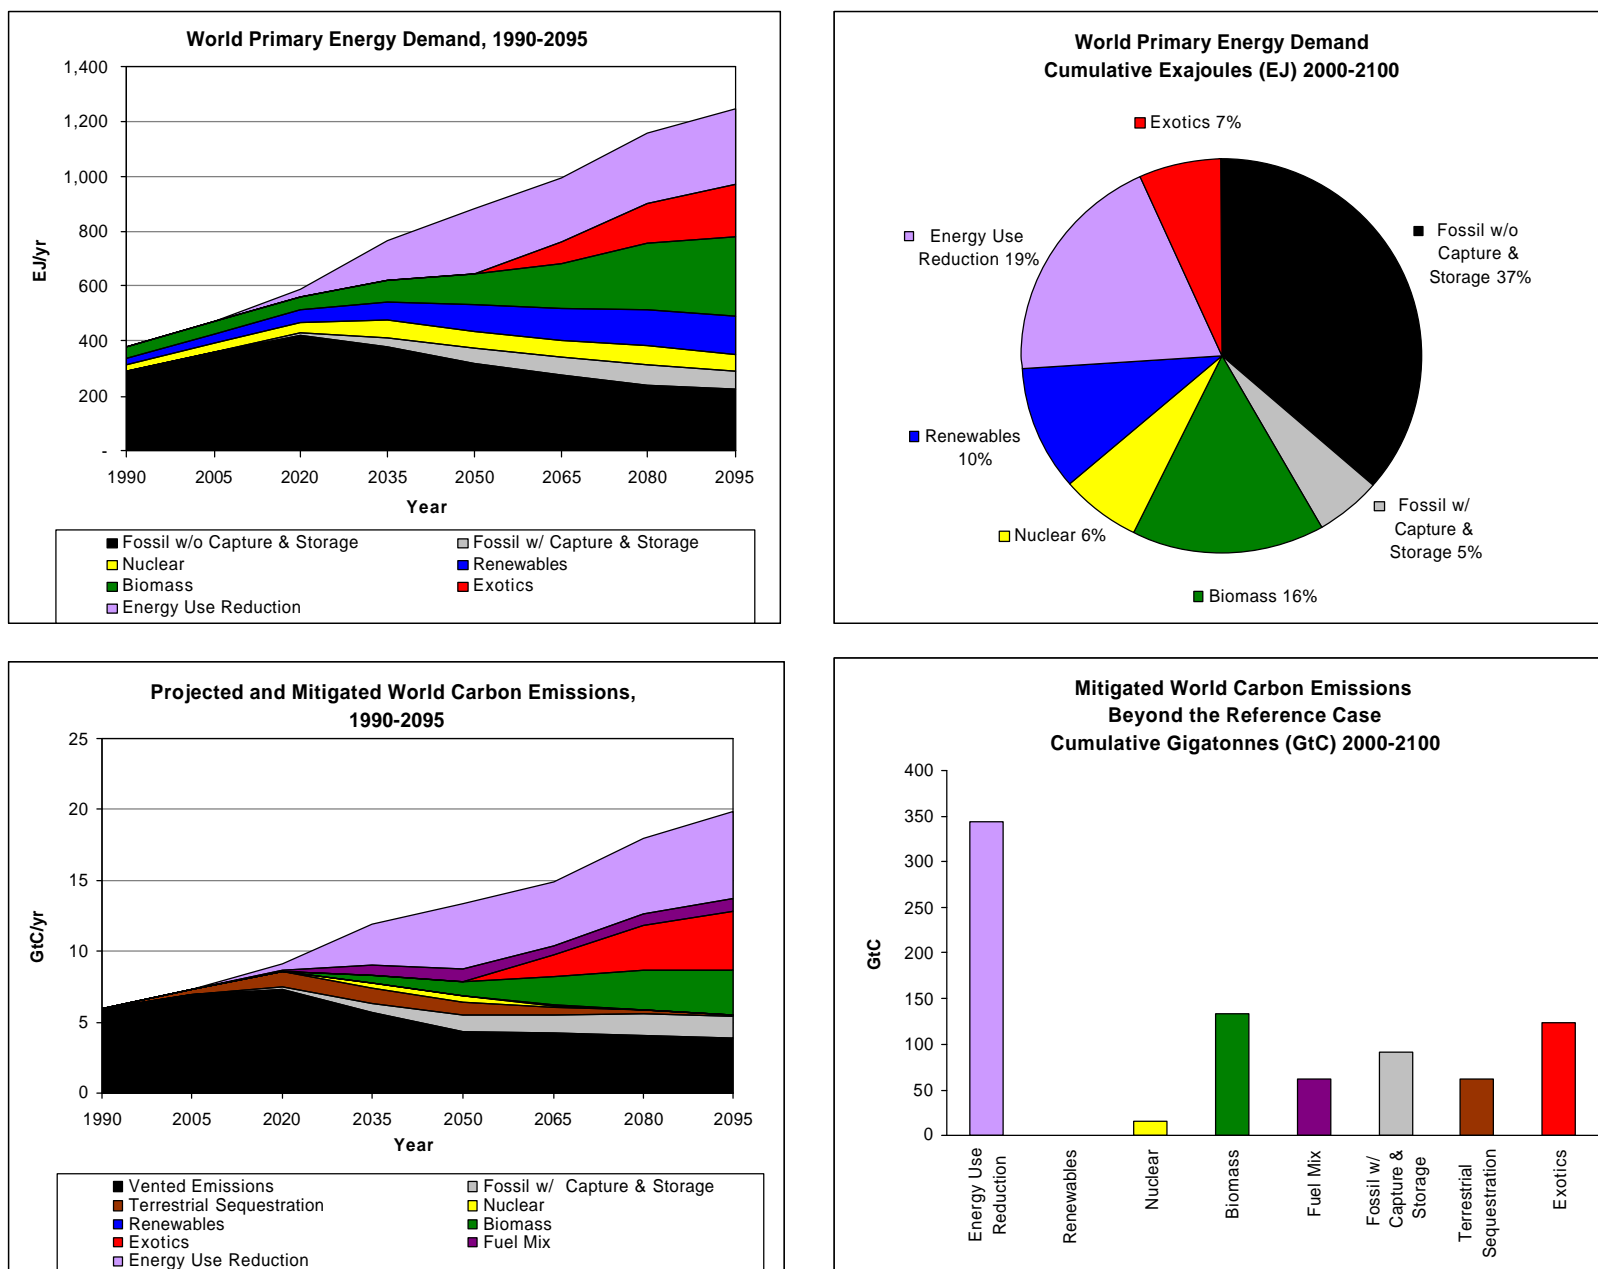 World Primary Energy Demand, 1990-2095
1,400
1,200
1,000
800
600
400
200
-
EJ/yr
1990 2005 2020 2035 2050 2065 2080 2095
Year
Fossil w/o Capture & Storage Fossil w/ Capture & Storage
Nuclear Renewables
Biomass Exotics
Energy Use Reduction
World Primary Energy Demand
Cumulative Exajoules (EJ) 2000-2100
Exotics 7%
Fossil w/o
Capture &
Storage 37%
Energy Use
Reduction 19%
Renewables
10%
Fossil w/
Capture &
Storage 5%
Nuclear 6%
Biomass 16%
Projected and Mitigated World Carbon Emissions,
1990-2095
25
20
15
10
5
0
GtC/yr
1990 2005 2020 2035 2050 2065 2080 2095
Year
Vented Emissions Fossil w/ Capture & Storage
Terrestrial Sequestration Nuclear
Renewables Biomass
Exotics Fuel Mix
Energy Use Reduction
Mitigated World Carbon Emissions
Beyond the Reference Case
Cumulative Gigatonnes (GtC) 2000-2100
400
350
300
250
200
150
100
50
0
GtC
Energy Use
Reduction
Renewables
Nuclear
Biomass
Fuel Mix
Fossil w/
Capture &
Storage
Terrestrial
Sequestration
Exotics